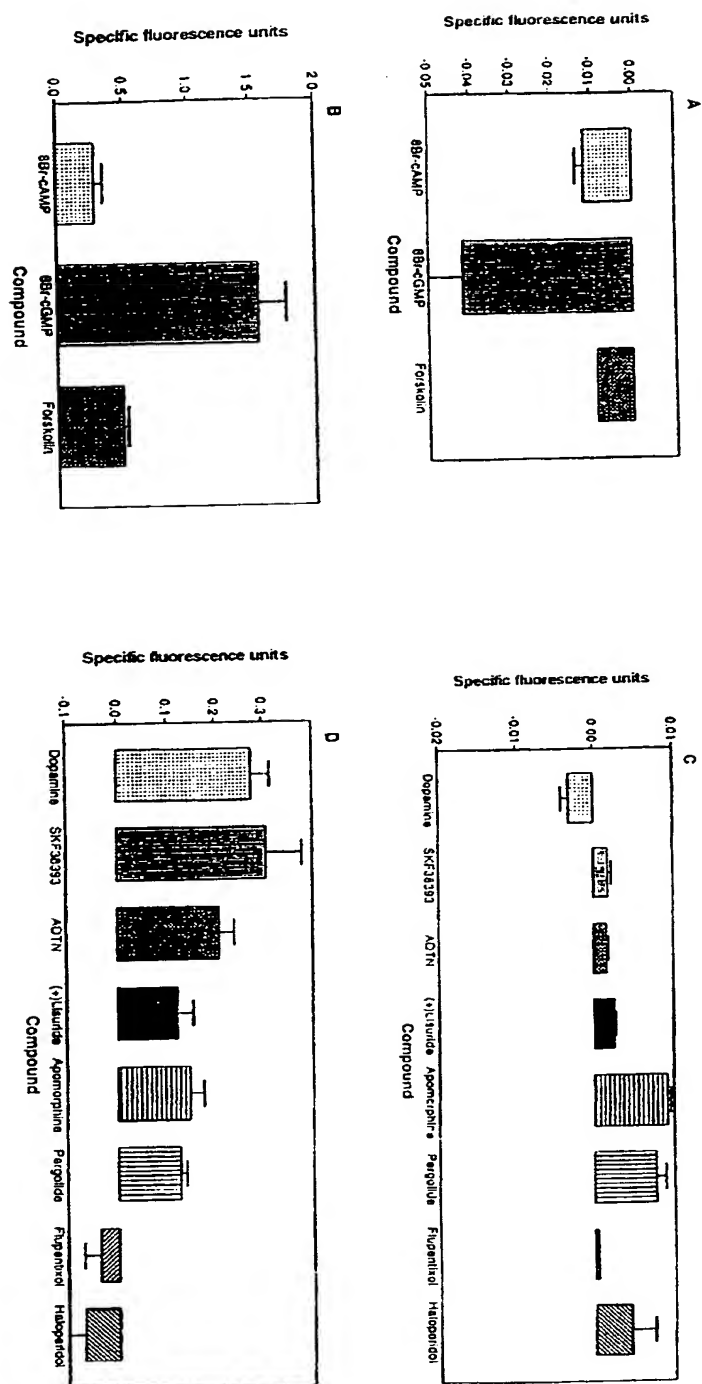 A
Specific fluorescence units
0.00
-0.01
-0.02
-0.03
-0.04
-0.05
8Br-cAMP
8Br-cGMP
Forskolin
Compound
B
Specific fluorescence units
2 0
1·5
1·0
0 5
0.0
8Br-cAMP
8Br-cGMP
Forskolin
Compound
C
Specific fluorescence units
0.01
0.00
-0.01
-0.02
Dopamine
SKF38393
ADTN
(+)Lisuride
Apomorphine
Pergolide
Flupentixol
Haloperidol
Compound
D
Specific fluorescence units
0.3
0.2
0.1
0.0
-0.1
Dopamine
SKF38393
ADTN
(+)Lisuride
Apomorphine
Pergolide
Flupentixol
Haloperidol
Compound